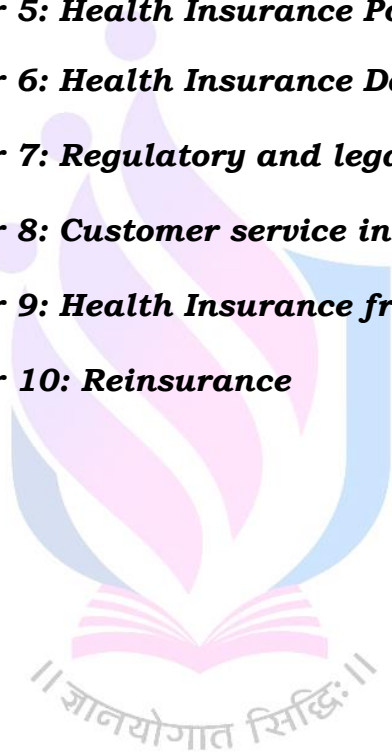 r 5: Health Insurance Po
r 6: Health Insurance De
r 7: Regulatory and lega
r 8: Customer service in
r 9: Health Insurance fr
r 10: Reinsurance
॥ ज्ञानयोगात सिद्धिः ॥